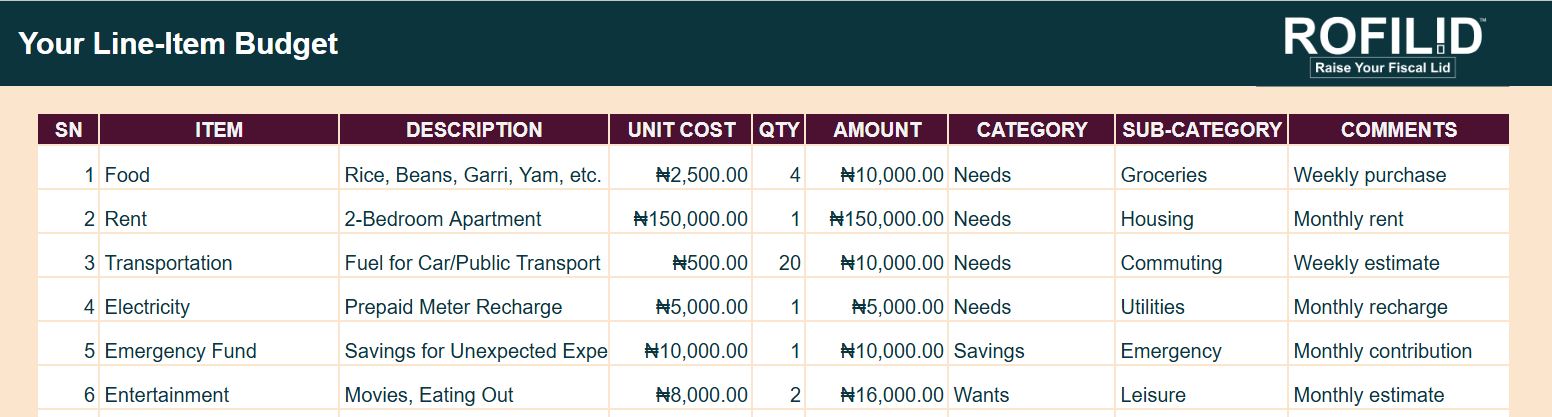 Your Line-Item Budget
ROFILID™
Raise Your Fiscal Lid
SN ITEM DESCRIPTION UNIT COST QTY AMOUNT CATEGORY SUB-CATEGORY COMMENTS
1 Food Rice, Beans, Garri, Yam, etc. ₦2,500.00 4 ₦10,000.00 Needs Groceries Weekly purchase
2 Rent 2-Bedroom Apartment ₦150,000.00 1 ₦150,000.00 Needs Housing Monthly rent
3 Transportation Fuel for Car/Public Transport ₦500.00 20 ₦10,000.00 Needs Commuting Weekly estimate
4 Electricity Prepaid Meter Recharge ₦5,000.00 1 ₦5,000.00 Needs Utilities Monthly recharge
5 Emergency Fund Savings for Unexpected Expe ₦10,000.00 1 ₦10,000.00 Savings Emergency Monthly contribution
6 Entertainment Movies, Eating Out ₦8,000.00 2 ₦16,000.00 Wants Leisure Monthly estimate